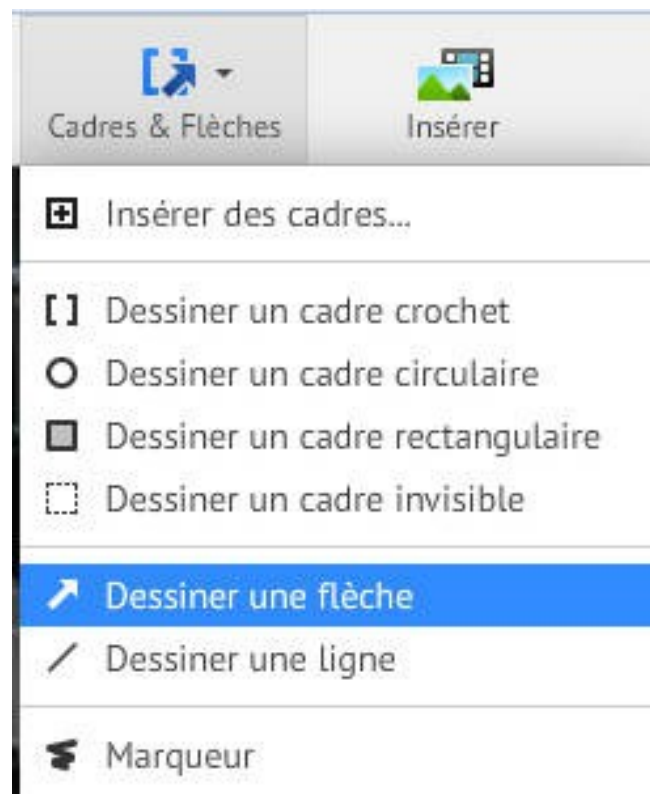 Cadres & Flèches
Insérer
Insérer des cadres...
Dessiner un cadre crochet
Dessiner un cadre circulaire
Dessiner un cadre rectangulaire
Dessiner un cadre invisible
Dessiner une flèche
Dessiner une ligne
Marqueur